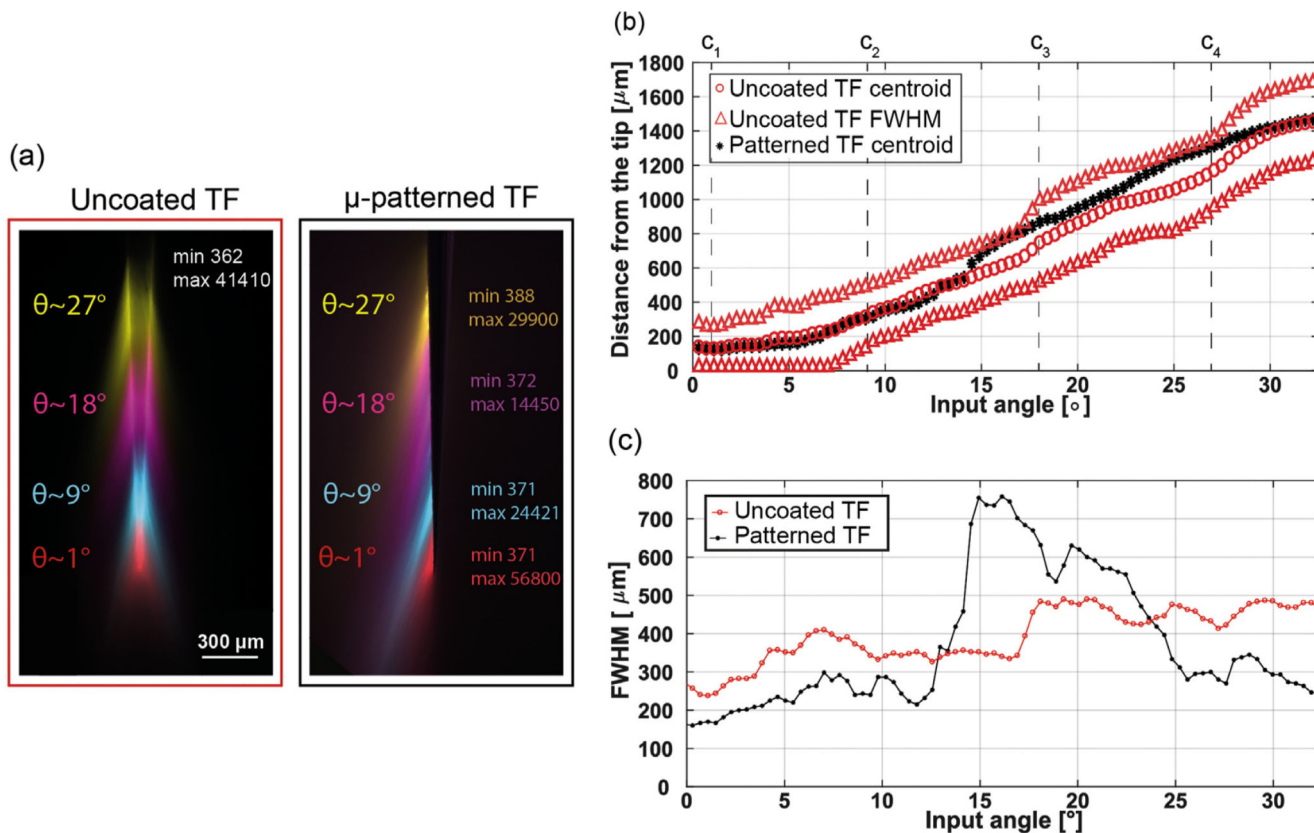 (a)
Uncoated TF
min 362
max 41410
θ~27°
θ~18°
θ~9°
θ~1°
300 µm
µ-patterned TF
θ~27°
min 388
max 29900
θ~18°
min 372
max 14450
θ~9°
min 371
max 24421
θ~1°
min 371
max 56800
(b)
C1 C2 C3 C4
Distance from the tip [µm]
1800
1600
1400
1200
1000
800
600
400
200
0
Uncoated TF centroid
Uncoated TF FWHM
Patterned TF centroid
0 5 10 15 20 25 30
Input angle [°]
(c)
FWHM [ µm]
800
700
600
500
400
300
200
100
0
Uncoated TF
Patterned TF
0 5 10 15 20 25 30
Input angle [°]